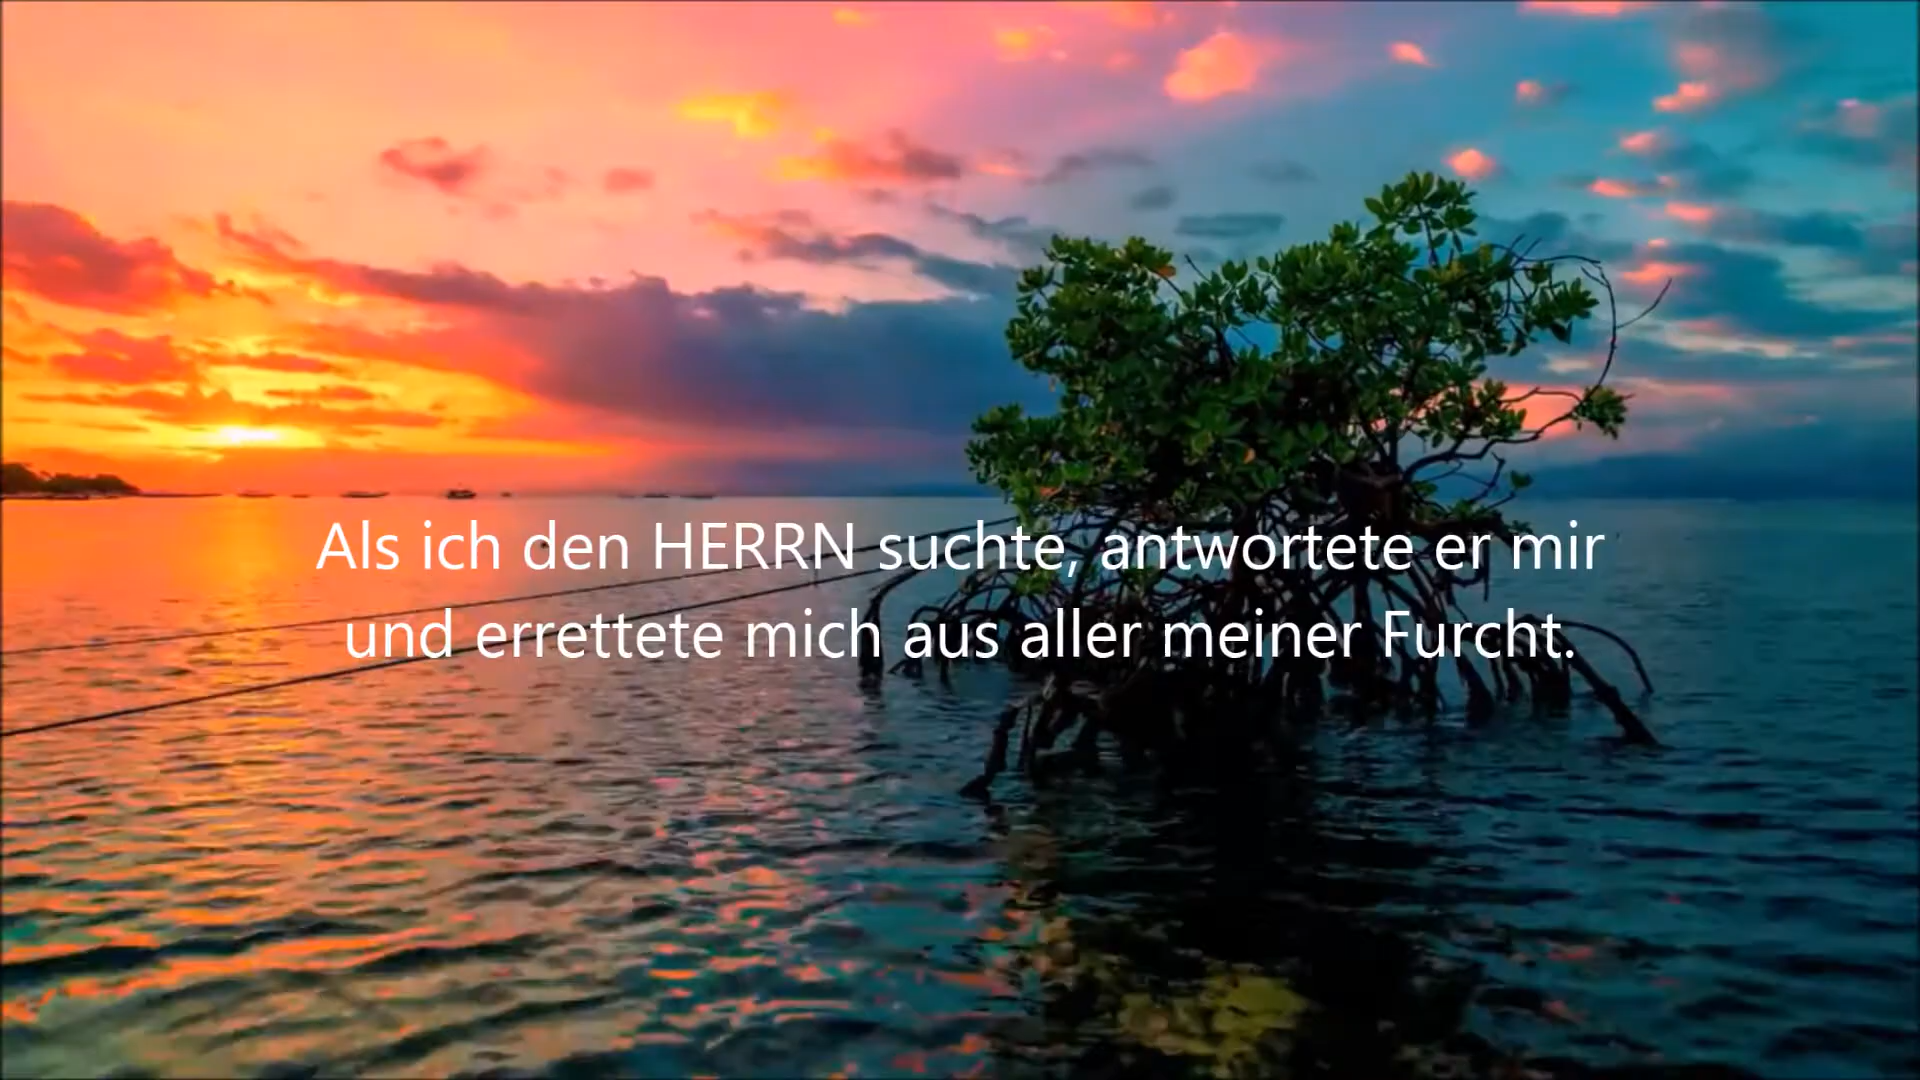 Als ich den HERRN suchte, antwortete er mir
und errettete mich aus aller meiner Furcht.